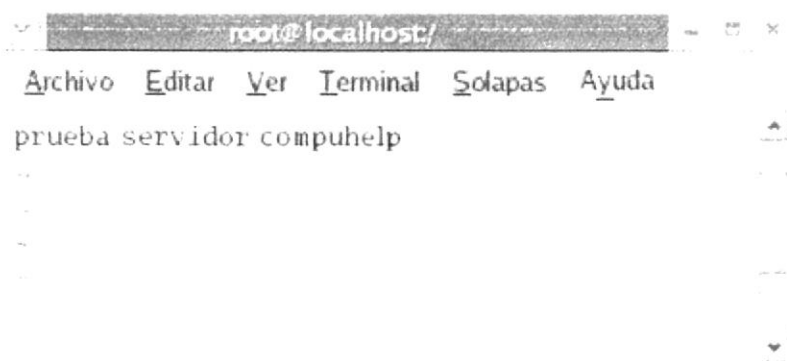 root@localhost:/
Archivo Editar Ver Terminal Solapas Ayuda
prueba servidor compuhelp
~
~
~